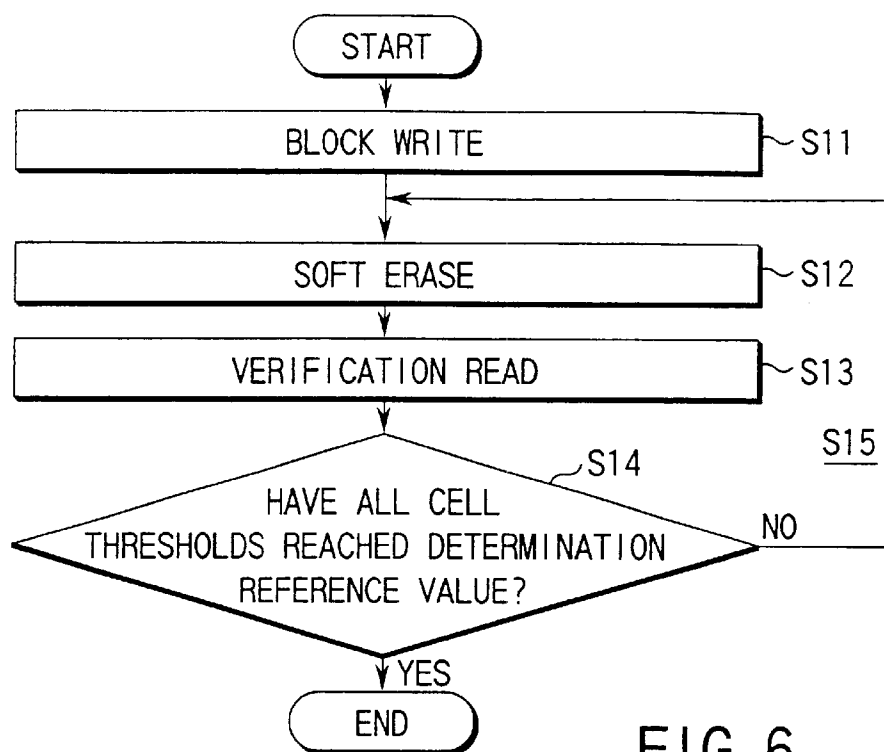 START
BLOCK WRITE
S11
SOFT ERASE
S12
VERIFICATION READ
S13
S15
S14
HAVE ALL CELL
THRESHOLDS REACHED DETERMINATION
REFERENCE VALUE?
NO
YES
END
FIG. 6